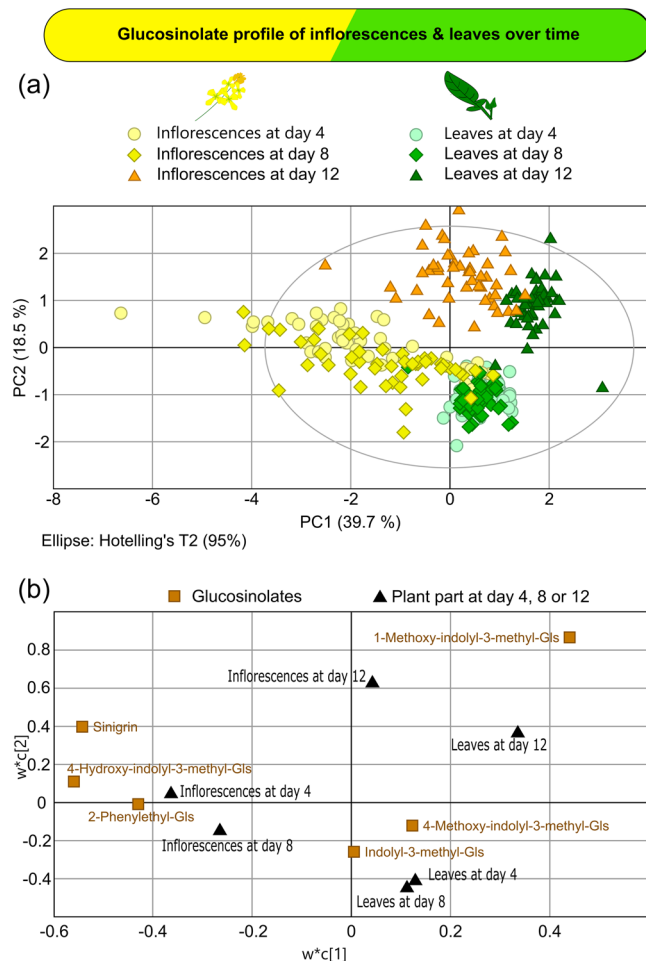 Glucosinolate profile of inflorescences & leaves over time
(a)
Inflorescences at day 4
Inflorescences at day 8
Inflorescences at day 12
Leaves at day 4
Leaves at day 8
Leaves at day 12
PC2 (18.5 %)
2
1
0
-1
-2
-8
-6
-4
-2
0
2
PC1 (39.7 %)
Ellipse: Hotelling's T2 (95%)
(b)
Glucosinolates
Plant part at day 4, 8 or 12
w*c[2]
0.8
0.6
0.4
0.2
0
-0.2
-0.4
1-Methoxy-indolyl-3-methyl-Gls
Inflorescences at day 12
Sinigrin
Leaves at day 12
4-Hydroxy-indolyl-3-methyl-Gls
Inflorescences at day 4
2-Phenylethyl-Gls
4-Methoxy-indolyl-3-methyl-Gls
Inflorescences at day 8
Indolyl-3-methyl-Gls
Leaves at day 4
Leaves at day 8
-0.6
-0.4
-0.2
0
0.2
0.4
w*c[1]